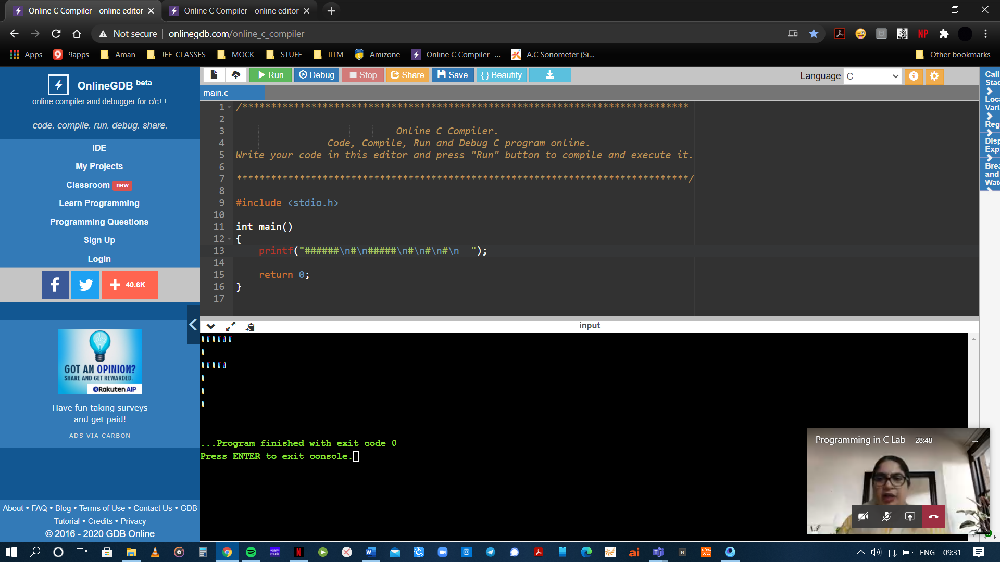 Online C Compiler - online editor
Online C Compiler - online editor
Not secure
onlinegdb.com/online_c_compiler
NP
Apps
9apps
Aman
JEE_CLASSES
MOCK
STUFF
IITM
Amizone
Online C Compiler -...
A.C Sonometer (Si...
Other bookmarks
OnlineGDB beta
online compiler and debugger for c/c++
code. compile. run. debug. share.
IDE
My Projects
Classroom new
Learn Programming
Programming Questions
Sign Up
Login
40.6K
GOT AN OPINION?
SHARE AND GET REWARDED.
Rakuten AIP
Have fun taking surveys
and get paid!
ADS VIA CARBON
About • FAQ • Blog • Terms of Use • Contact Us • GDB
Tutorial • Credits • Privacy
© 2016 - 2020 GDB Online
Run
Debug
Stop
Share
Save
{ } Beautify
Language C
main.c
1 /******************************************************************************
2
3 Online C Compiler.
4 Code, Compile, Run and Debug C program online.
5 Write your code in this editor and press "Run" button to compile and execute it.
6
7 *******************************************************************************/
8
9 #include <stdio.h>
10
11 int main()
12 {
13 printf("######\n#\n#####\n#\n#\n#\n  ");
14
15 return 0;
16 }
17
Call
Stac
Loca
Varia
Reg
Disp
Exp
Brea
and
Wat
input
######
#
#####
#
#
#
...Program finished with exit code 0
Press ENTER to exit console.
Programming in C Lab 28:48
ENG
09:31